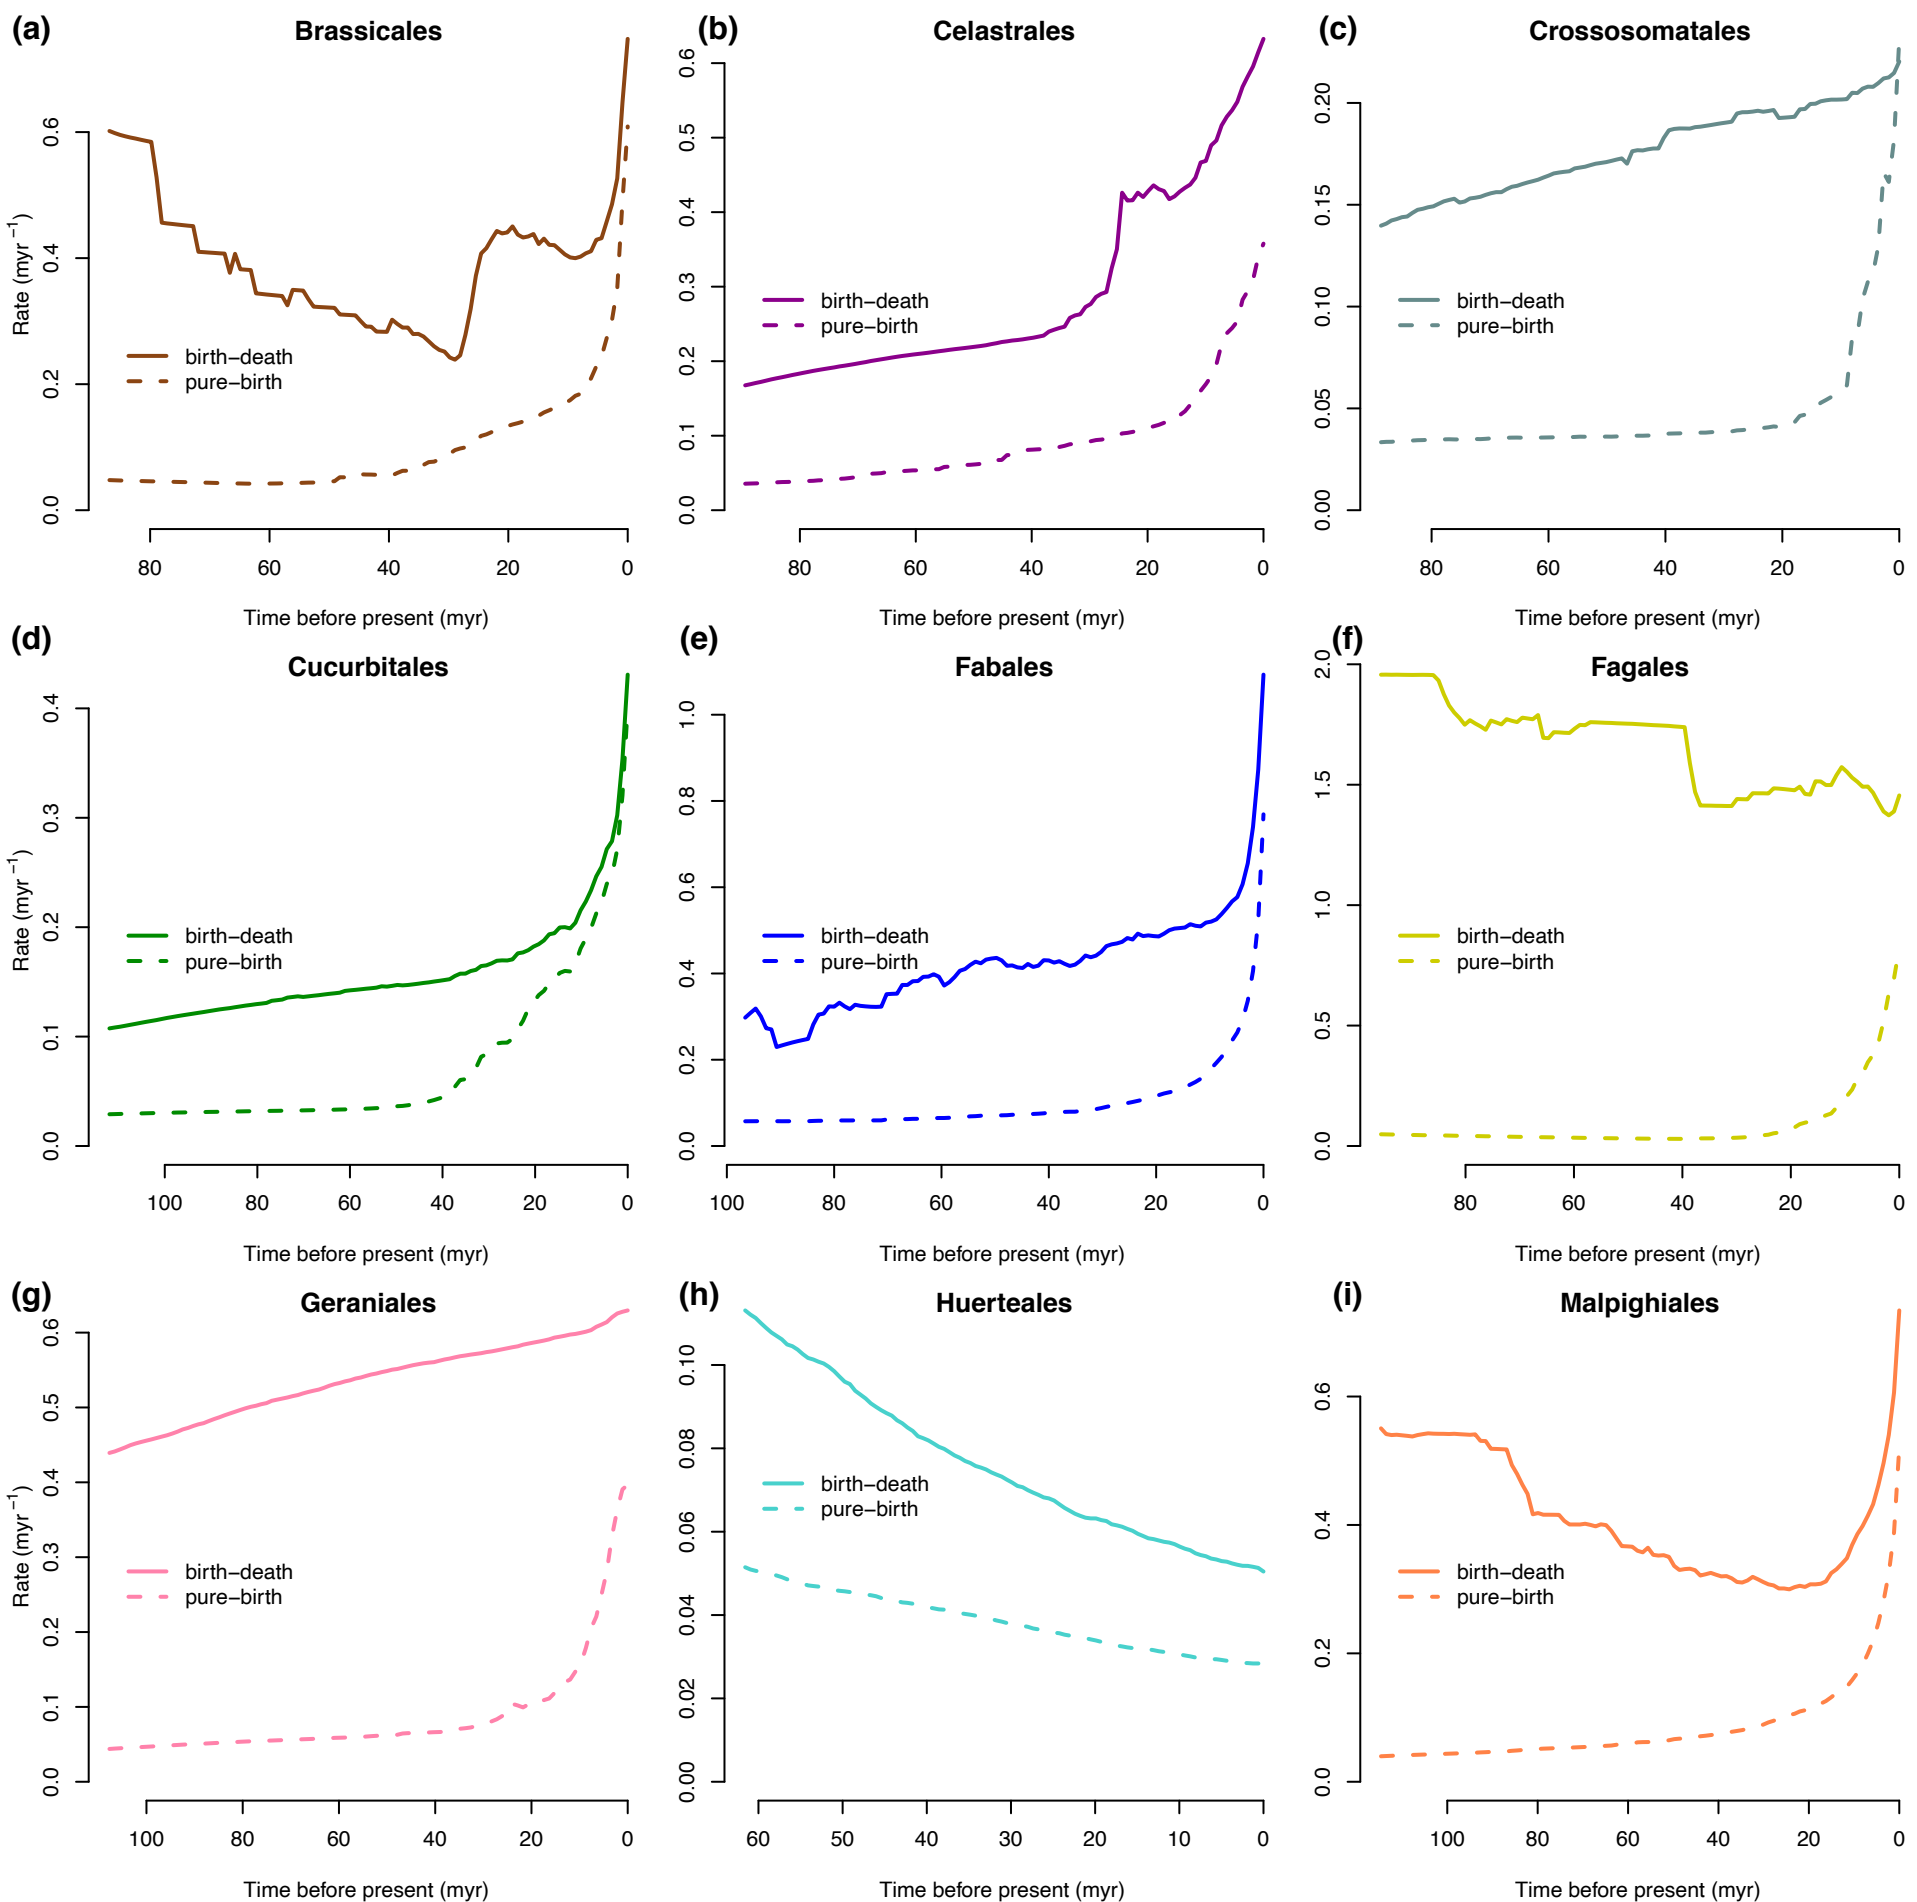 (a) Brassicales
0.0 0.2 0.4 0.6
Rate (myr⁻¹)
birth−death
pure−birth
80 60 40 20 0
Time before present (myr)
(b) Celastrales
0.0 0.1 0.2 0.3 0.4 0.5 0.6
birth−death
pure−birth
80 60 40 20 0
Time before present (myr)
(c) Crossosomatales
0.00 0.05 0.10 0.15 0.20
birth−death
pure−birth
80 60 40 20 0
Time before present (myr)
(d) Cucurbitales
0.0 0.1 0.2 0.3 0.4
Rate (myr⁻¹)
birth−death
pure−birth
100 80 60 40 20 0
Time before present (myr)
(e) Fabales
0.0 0.2 0.4 0.6 0.8 1.0
birth−death
pure−birth
100 80 60 40 20 0
Time before present (myr)
(f) Fagales
0.0 0.5 1.0 1.5 2.0
birth−death
pure−birth
80 60 40 20 0
Time before present (myr)
(g) Geraniales
0.0 0.1 0.2 0.3 0.4 0.5 0.6
Rate (myr⁻¹)
birth−death
pure−birth
100 80 60 40 20 0
Time before present (myr)
(h) Huerteales
0.00 0.02 0.04 0.06 0.08 0.10
birth−death
pure−birth
60 50 40 30 20 10 0
Time before present (myr)
(i) Malpighiales
0.0 0.2 0.4 0.6
birth−death
pure−birth
100 80 60 40 20 0
Time before present (myr)